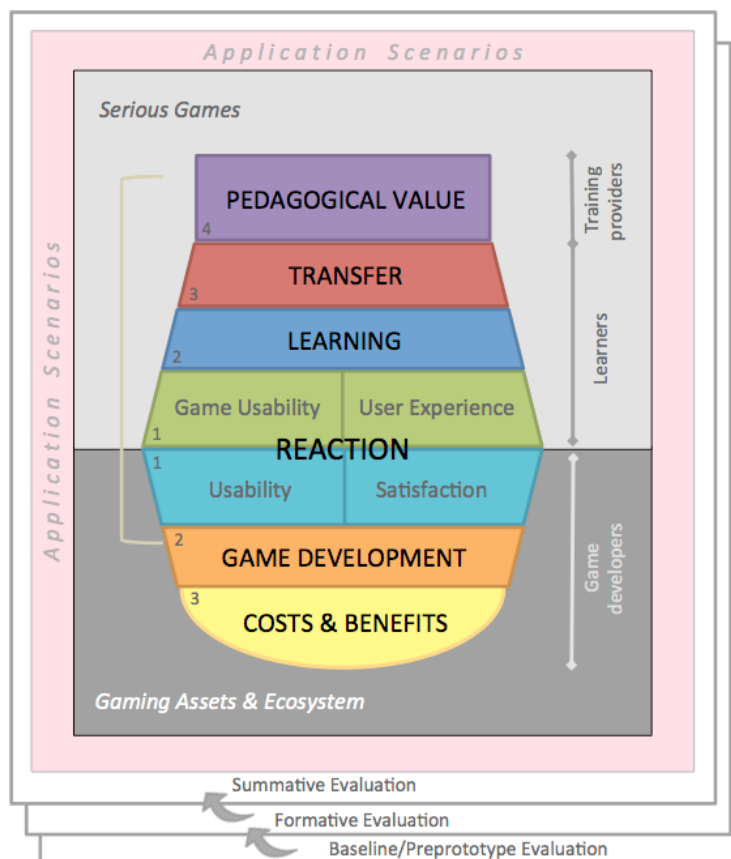 Application Scenarios
Application Scenarios
Serious Games
PEDAGOGICAL VALUE
4
TRANSFER
3
LEARNING
2
Game Usability
User Experience
1
REACTION
1
Usability
Satisfaction
2
GAME DEVELOPMENT
3
COSTS & BENEFITS
Gaming Assets & Ecosystem
Training
providers
Learners
Game
developers
Summative Evaluation
Formative Evaluation
Baseline/Preprototype Evaluation